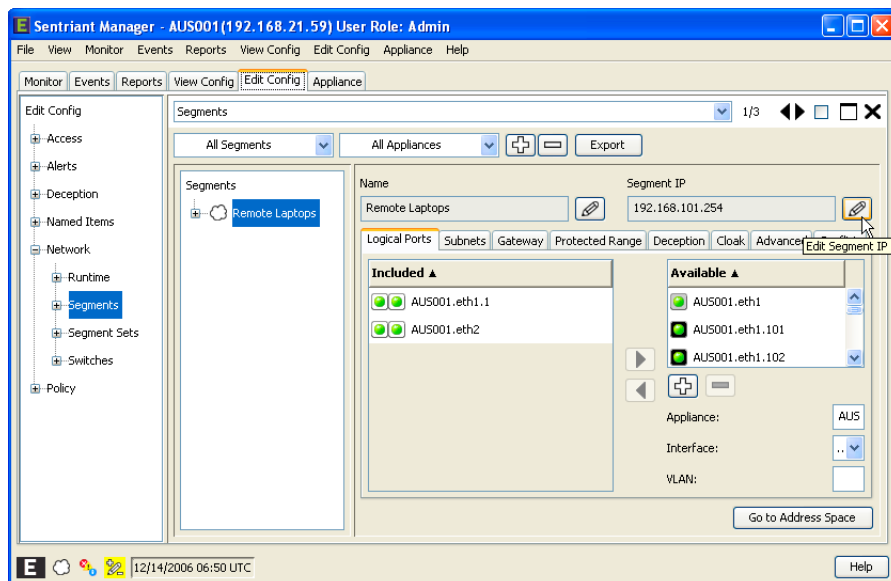 Sentriant Manager - AUS001(192.168.21.59) User Role: Admin
File View Monitor Events Reports View Config Edit Config Appliance Help
Monitor Events Reports View Config Edit Config Appliance
Edit Config
Access
Alerts
Deception
Named Items
Network
Runtime
Segments
Segment Sets
Switches
Policy
Segments 1/3
All Segments All Appliances Export
Segments
Remote Laptops
Name Segment IP
Remote Laptops 192.168.101.254
Logical Ports Subnets Gateway Protected Range Deception Cloak Advanced
Edit Segment IP
Included ▲
AUS001.eth1.1
AUS001.eth2
Available ▲
AUS001.eth1
AUS001.eth1.101
AUS001.eth1.102
Appliance: AUS
Interface: ..
VLAN:
Go to Address Space
E 12/14/2006 06:50 UTC Help